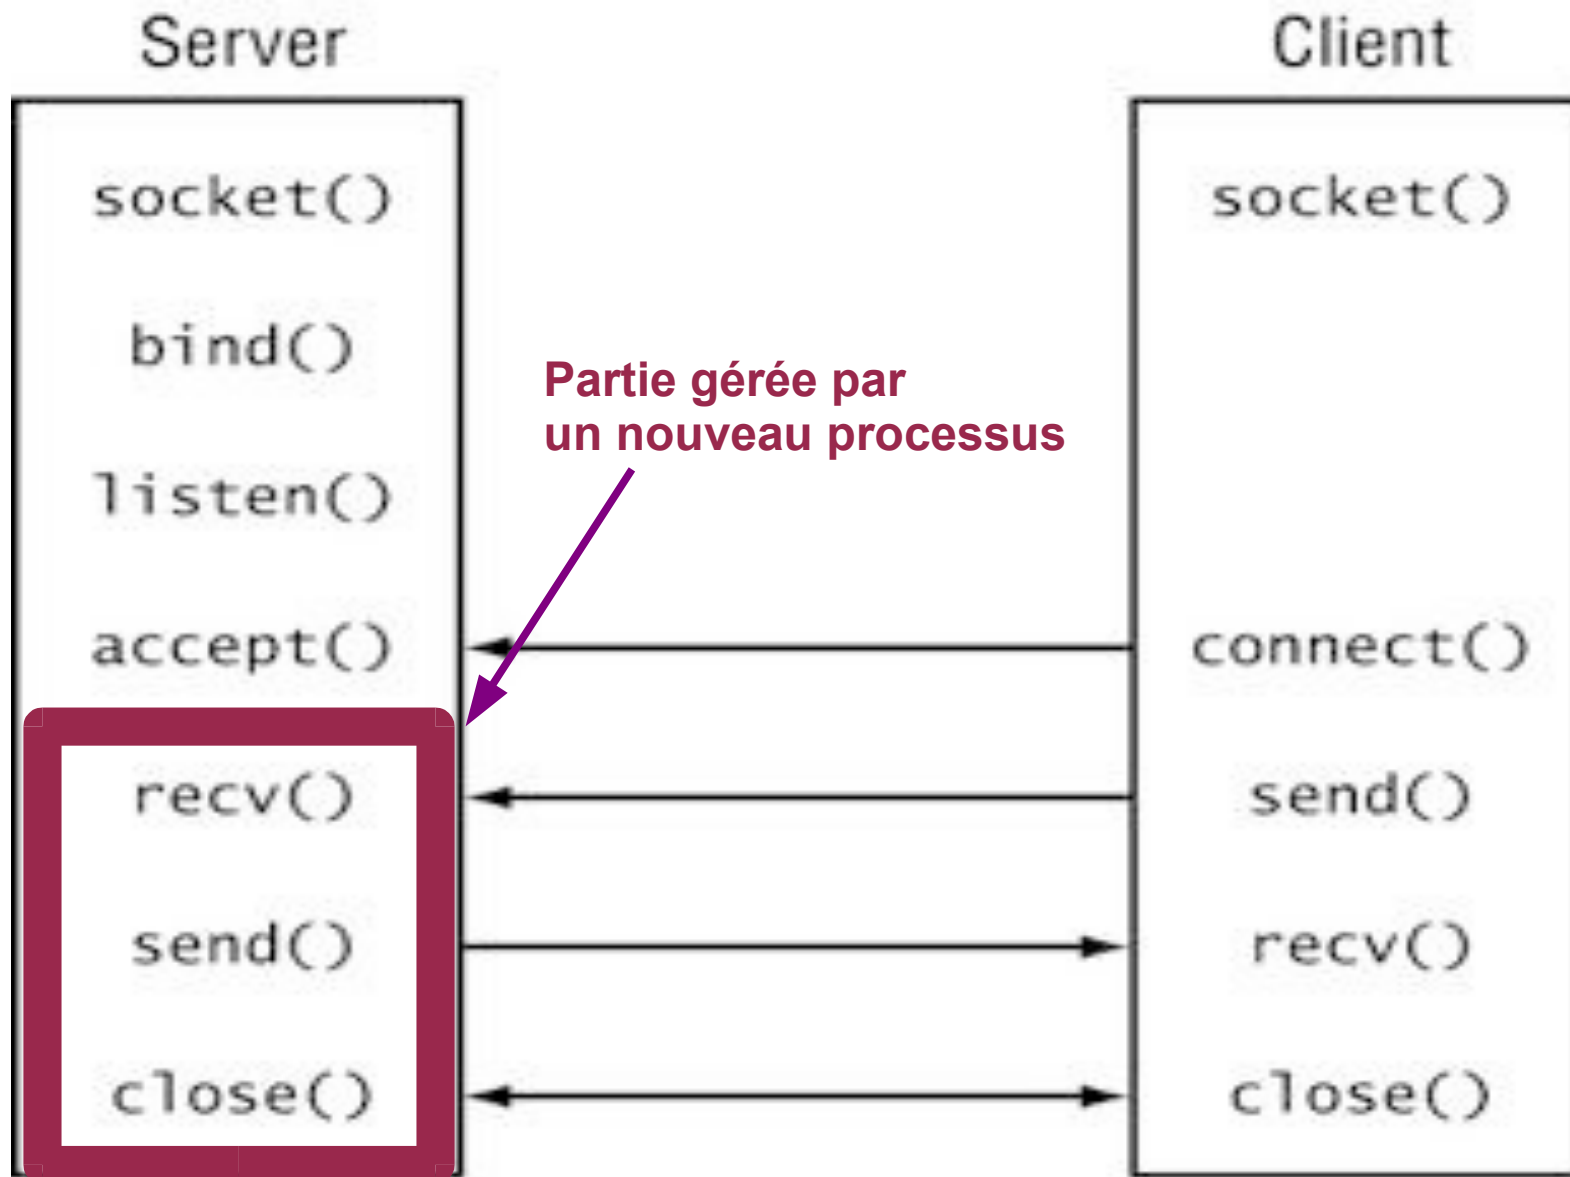 Server
Client
socket()
socket()
bind()
Partie gérée par
un nouveau processus
listen()
accept()
connect()
recv()
send()
send()
recv()
close()
close()